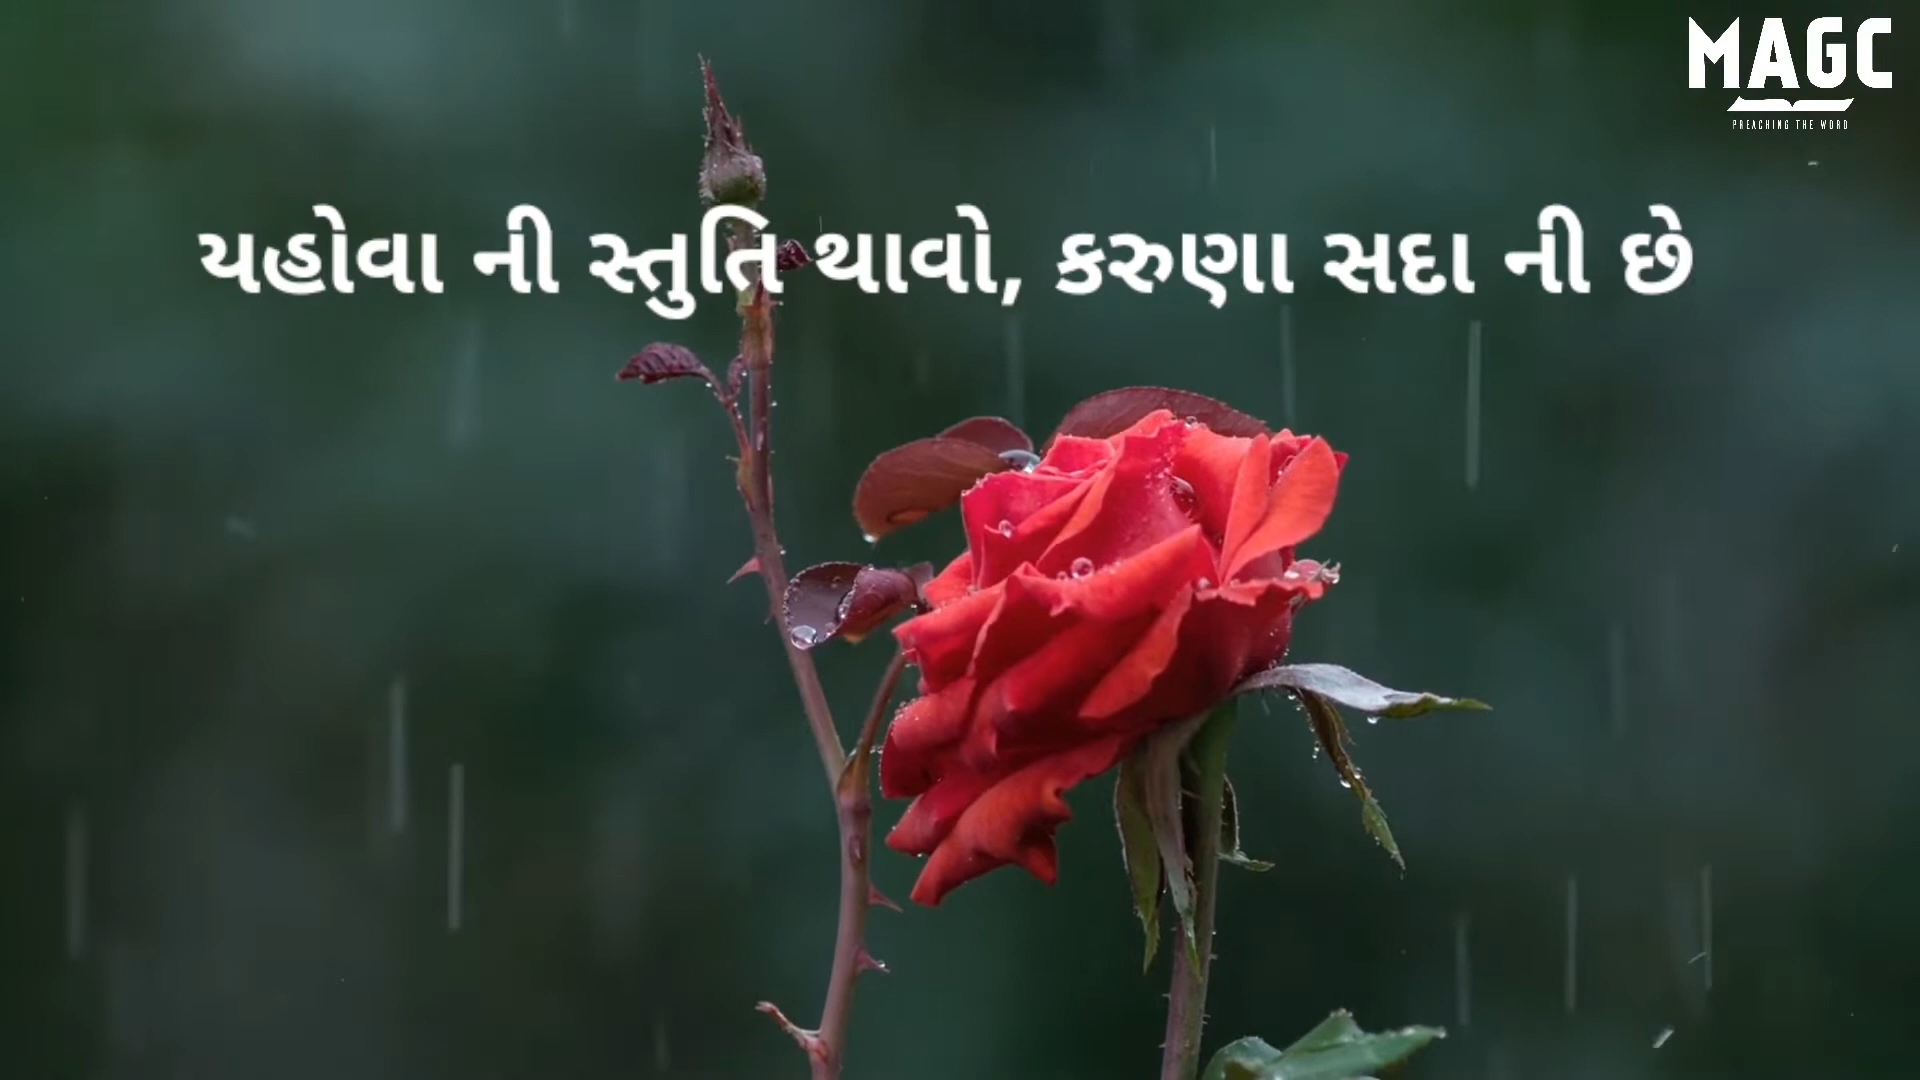 MAGC
PREACHING THE WORD
યહોવા ની સ્તુતિ થાવો, કરુણા સદા ની છે